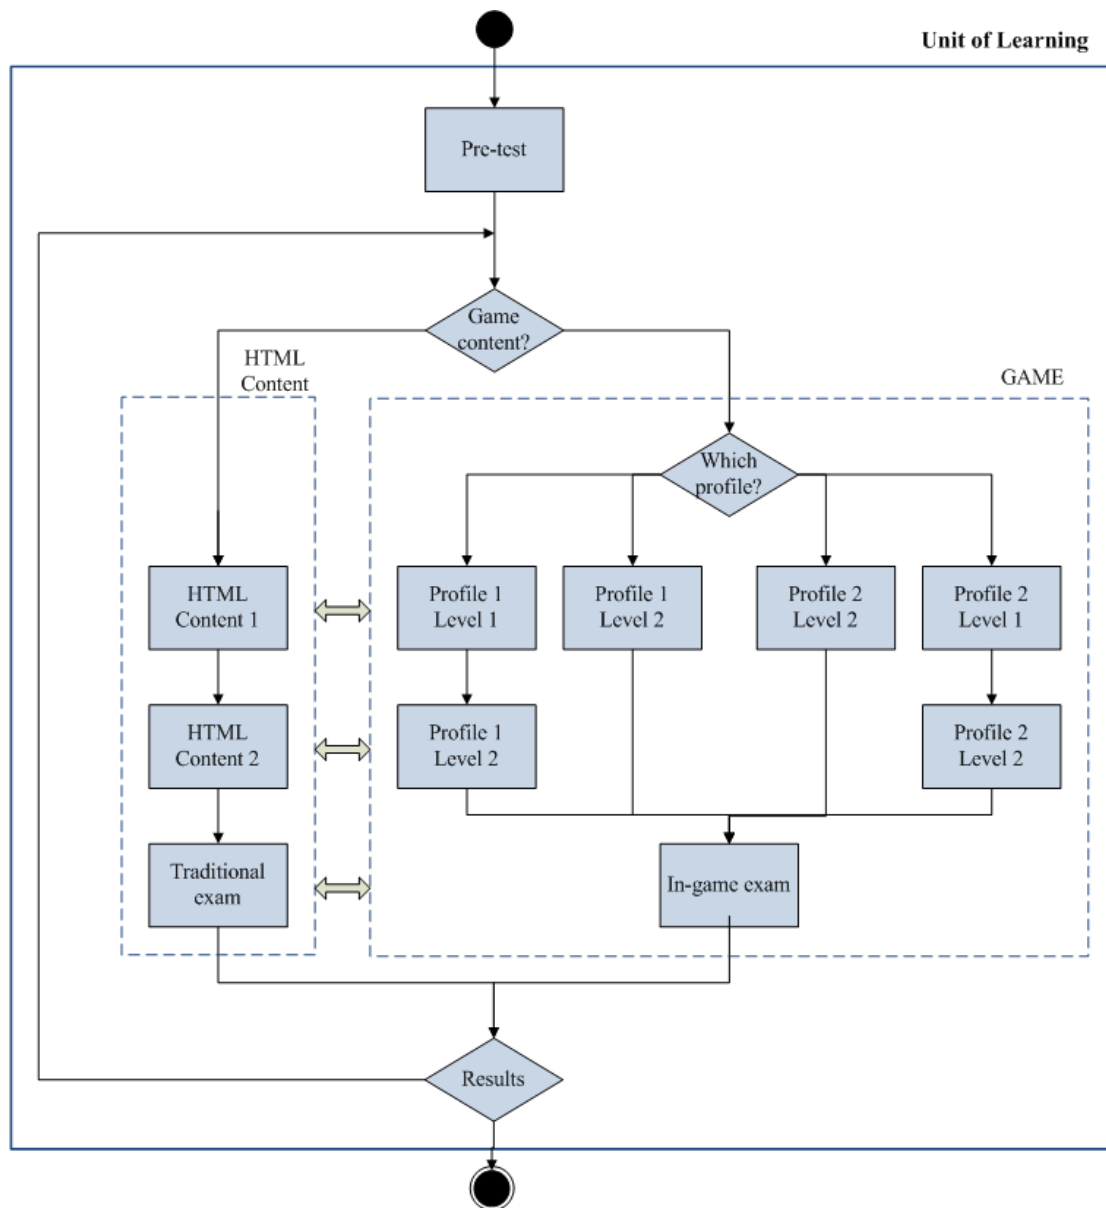 Unit of Learning
Pre-test
Game
content?
HTML
Content
GAME
Which
profile?
HTML
Content 1
Profile 1
Level 1
Profile 1
Level 2
Profile 2
Level 2
Profile 2
Level 1
HTML
Content 2
Profile 1
Level 2
Profile 2
Level 2
Traditional
exam
In-game exam
Results